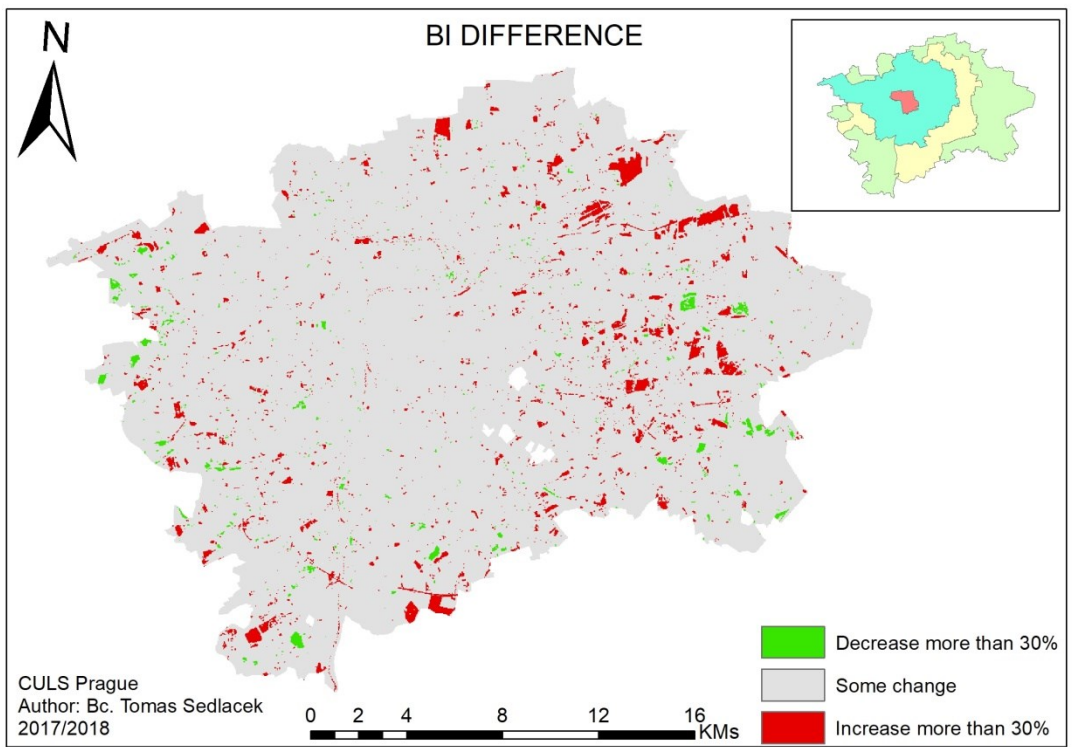 BI DIFFERENCE
N
Decrease more than 30%
Some change
Increase more than 30%
CULS Prague
Author: Bc. Tomas Sedlacek
2017/2018
0 2 4 8 12 16
KMs